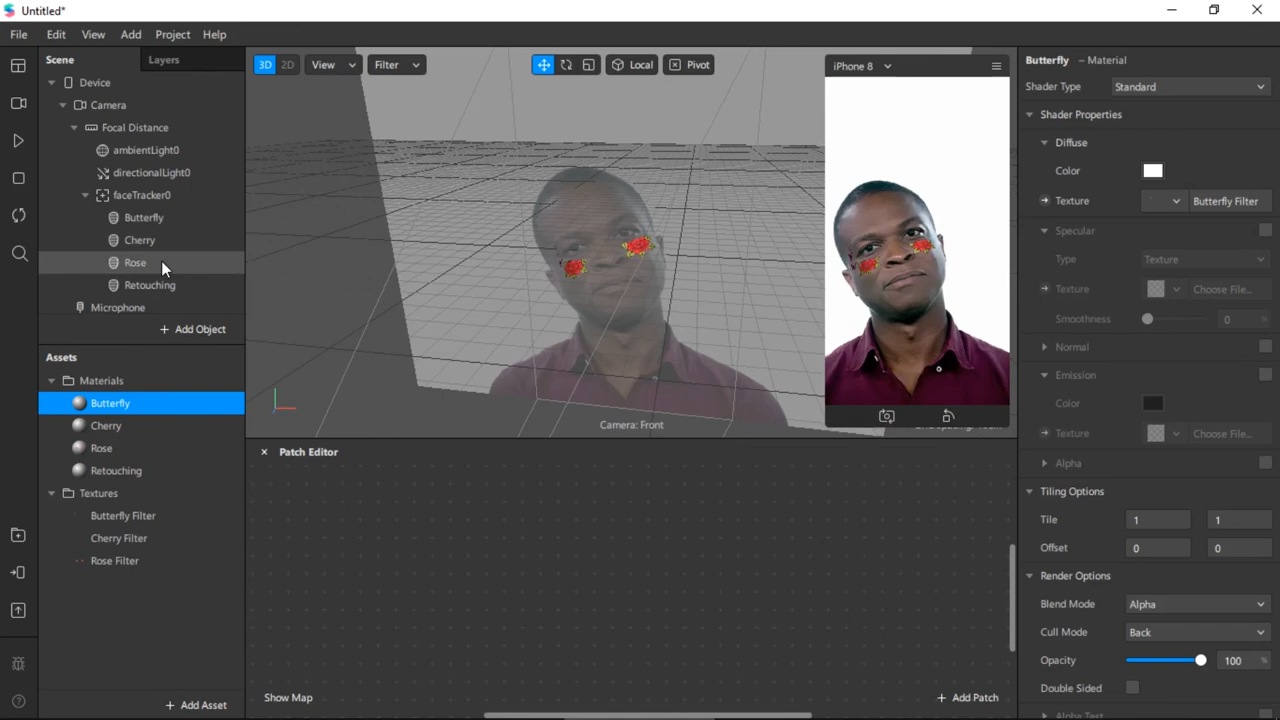 Untitled*
File Edit View Add Project Help
Scene Layers
Device
Camera
Focal Distance
ambientLight0
directionalLight0
faceTracker0
Butterfly
Cherry
Rose
Retouching
Microphone
+ Add Object
Assets
Materials
Butterfly
Cherry
Rose
Retouching
Textures
Butterfly Filter
Cherry Filter
Rose Filter
+ Add Asset
3D 2D View Filter Local Pivot
iPhone 8
Camera: Front
× Patch Editor
Show Map
+ Add Patch
Butterfly – Material
Shader Type Standard
Shader Properties
Diffuse
Color
Texture Butterfly Filter
Specular
Type Texture
Texture Choose File...
Smoothness 0 %
Normal
Emission
Color
Texture Choose File...
Alpha
Tiling Options
Tile 1 1
Offset 0 0
Render Options
Blend Mode Alpha
Cull Mode Back
Opacity 100 %
Double Sided
Alpha Test